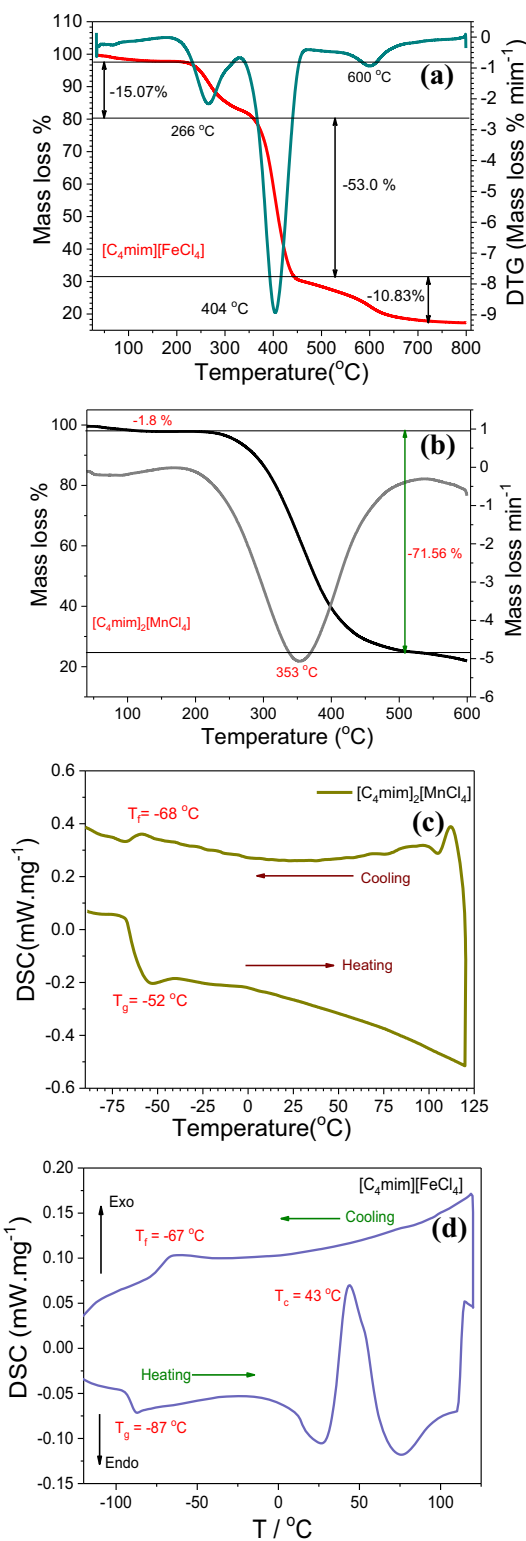 (a)
-15.07%
266 °C
600 °C
-53.0 %
[C₄mim][FeCl₄]
404 °C
-10.83%
100
90
80
70
60
50
40
30
20
0
-1
-2
-3
-4
-5
-6
-7
-8
-9
100 200 300 400 500 600 700 800
Mass loss %
DTG (Mass loss % mim⁻¹)
Temperature(°C)
-1.8 %
(b)
-71.56 %
[C₄mim]₂[MnCl₄]
353 °C
100
80
60
40
20
1
0
-1
-2
-3
-4
-5
-6
100 200 300 400 500 600
Mass loss %
Mass loss min⁻¹
Temperature (°C)
[C₄mim]₂[MnCl₄]
T_f= -68 °C
(c)
Cooling
Heating
T_g= -52 °C
0.6
0.4
0.2
0.0
-0.2
-0.4
-0.6
-75 -50 -25 0 25 50 75 100 125
DSC(mW.mg⁻¹)
Temperature(°C)
[C₄mim][FeCl₄]
Exo
Cooling
(d)
T_f = -67 °C
T_c = 43 °C
Heating
T_g = -87 °C
Endo
0.20
0.15
0.10
0.05
0.00
-0.05
-0.10
-0.15
-100 -50 0 50 100
DSC (mW.mg⁻¹)
T / °C